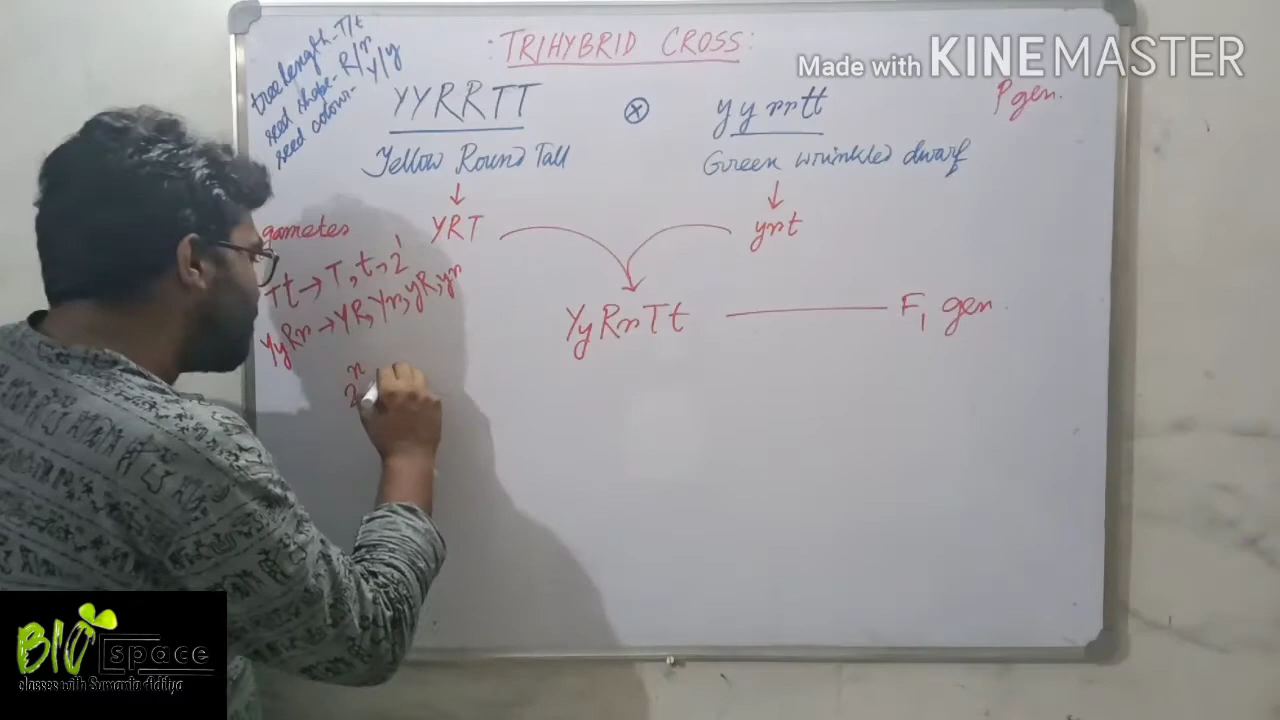 : TRIHYBRID CROSS :
Made with KINEMASTER
tree length - T/t
seed shape - R/r
seed colour - Y/y
YYRRTT ⊗ yyrrtt
P gen.
Yellow Round Tall
Green wrinkled dwarf
↓ ↓
gametes YRT yrt
Tt → T, t, 2¹
YyRr → YR, Yr, yR, yr
YyRrTt — F₁ gen.
2ⁿ
BIO space
classes with Sumanta Aditya